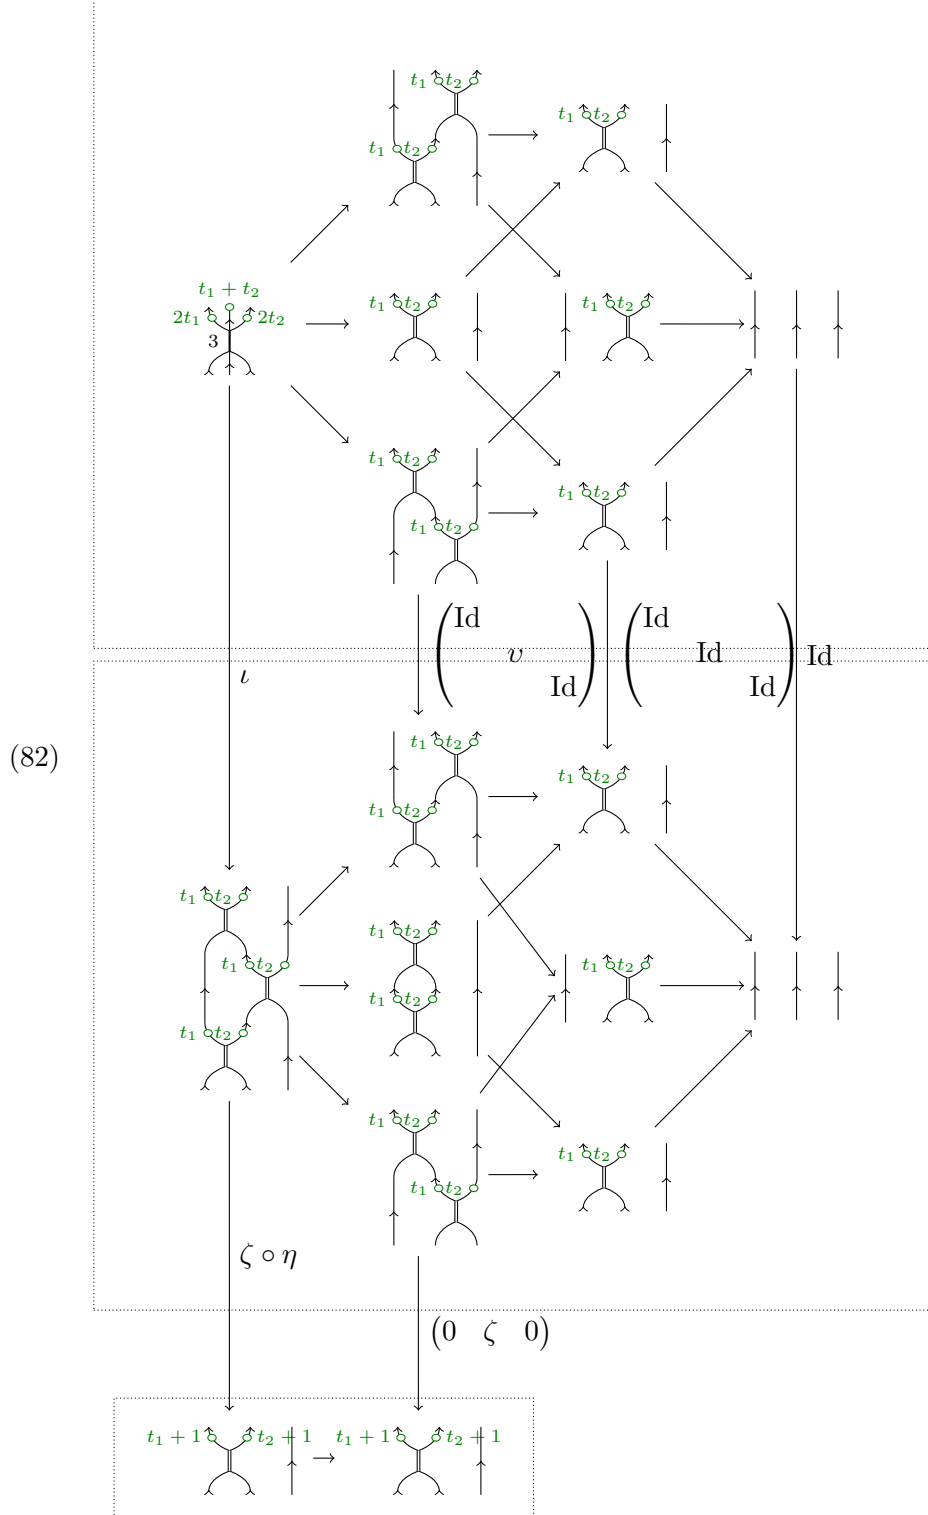 t₁ t₂
t₁ t₂
t₁ t₂
t₁ + t₂
2t₁ 2t₂
3
t₁ t₂
t₁ t₂
t₁ t₂
t₁ t₂
t₁ t₂
(Id
υ
Id)
(Id
Id
Id)
Id
ι
(82)
t₁ t₂
t₁ t₂
t₁ t₂
t₁ t₂
t₁ t₂
t₁ t₂
t₁ t₂
t₁ t₂
t₁ t₂
t₁ t₂
t₁ t₂
t₁ t₂
t₁ t₂
ζ ∘ η
(0 ζ 0)
t₁ + 1 t₂ + 1 t₁ + 1 t₂ + 1